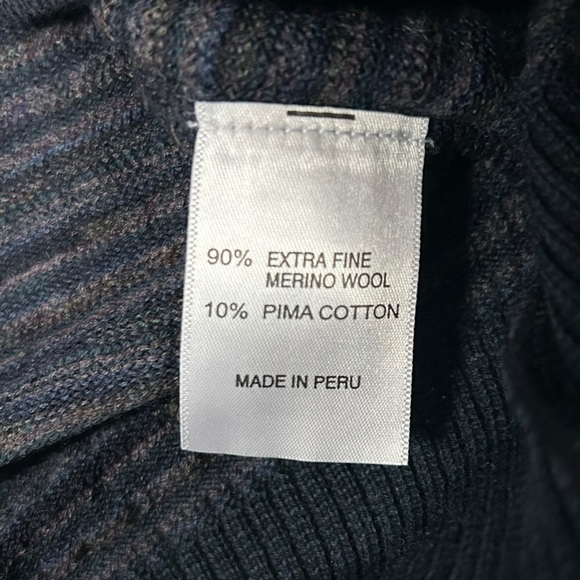 90% EXTRA FINE
MERINO WOOL
10% PIMA COTTON
MADE IN PERU